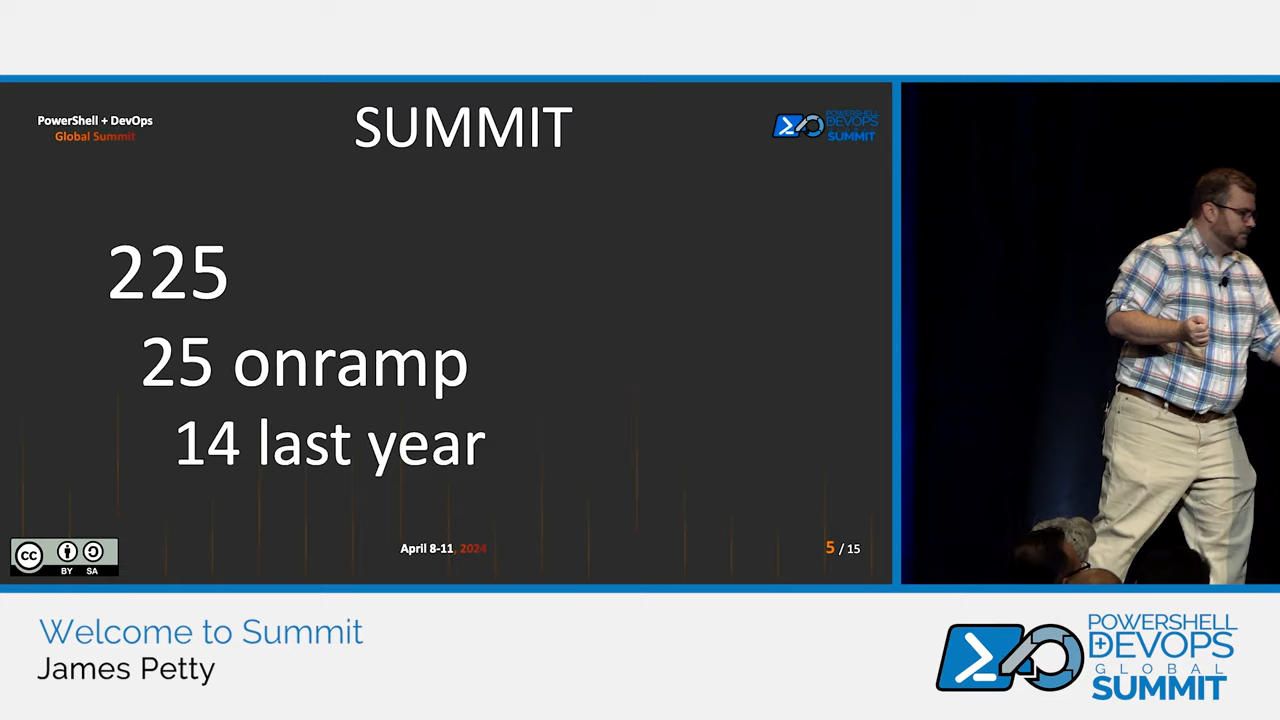 PowerShell + DevOps
Global Summit
SUMMIT
POWERSHELL
DEVOPS
SUMMIT
225
25 onramp
14 last year
cc
BY SA
April 8-11, 2024
5 / 15
Welcome to Summit
James Petty
POWERSHELL
+DEVOPS
GLOBAL
SUMMIT